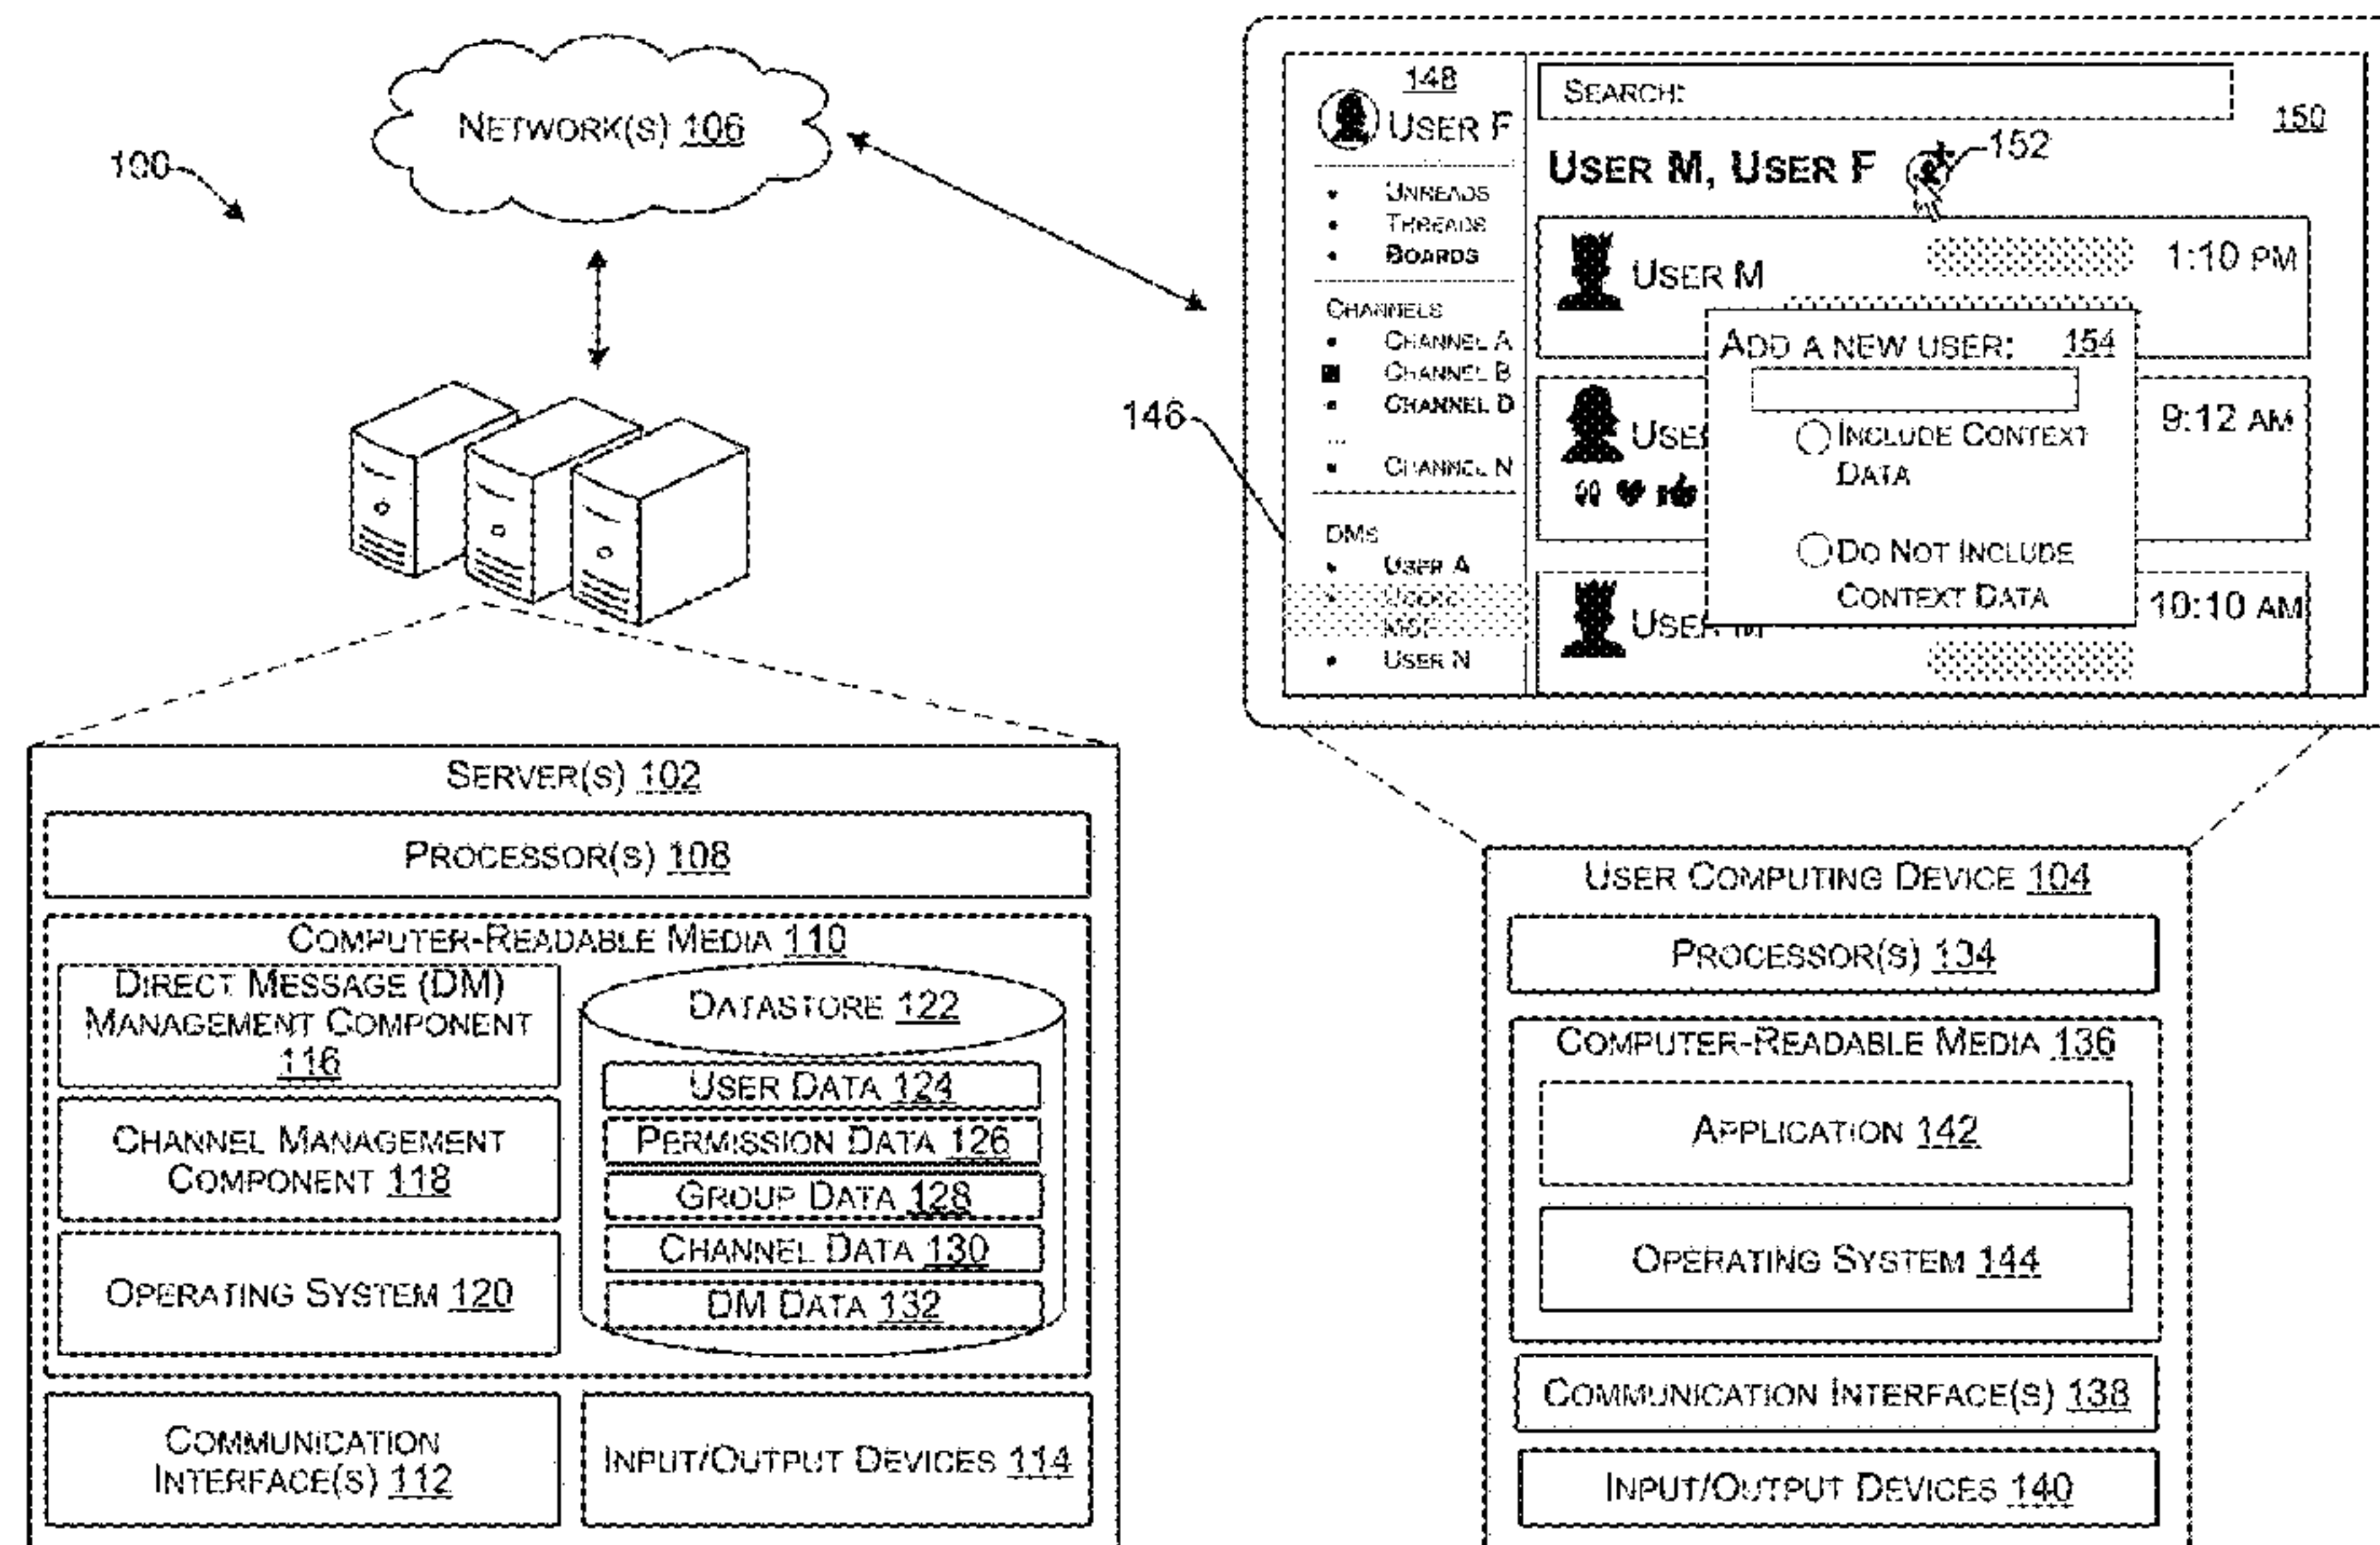 100
NETWORK(S) 106
146
148
USER F
UNREADS
THREADS
BOARDS
CHANNELS
CHANNEL A
CHANNEL B
CHANNEL D
...
CHANNEL N
DMS
USER A
USER N
SEARCH:
150
USER M, USER F
152
USER M
1:10 PM
ADD A NEW USER: 154
INCLUDE CONTEXT
DATA
DO NOT INCLUDE
CONTEXT DATA
USE
9:12 AM
USER M
10:10 AM
SERVER(S) 102
PROCESSOR(S) 108
COMPUTER-READABLE MEDIA 110
DIRECT MESSAGE (DM)
MANAGEMENT COMPONENT
116
CHANNEL MANAGEMENT
COMPONENT 118
OPERATING SYSTEM 120
DATASTORE 122
USER DATA 124
PERMISSION DATA 126
GROUP DATA 128
CHANNEL DATA 130
DM DATA 132
COMMUNICATION
INTERFACE(S) 112
INPUT/OUTPUT DEVICES 114
USER COMPUTING DEVICE 104
PROCESSOR(S) 134
COMPUTER-READABLE MEDIA 136
APPLICATION 142
OPERATING SYSTEM 144
COMMUNICATION INTERFACE(S) 138
INPUT/OUTPUT DEVICES 140